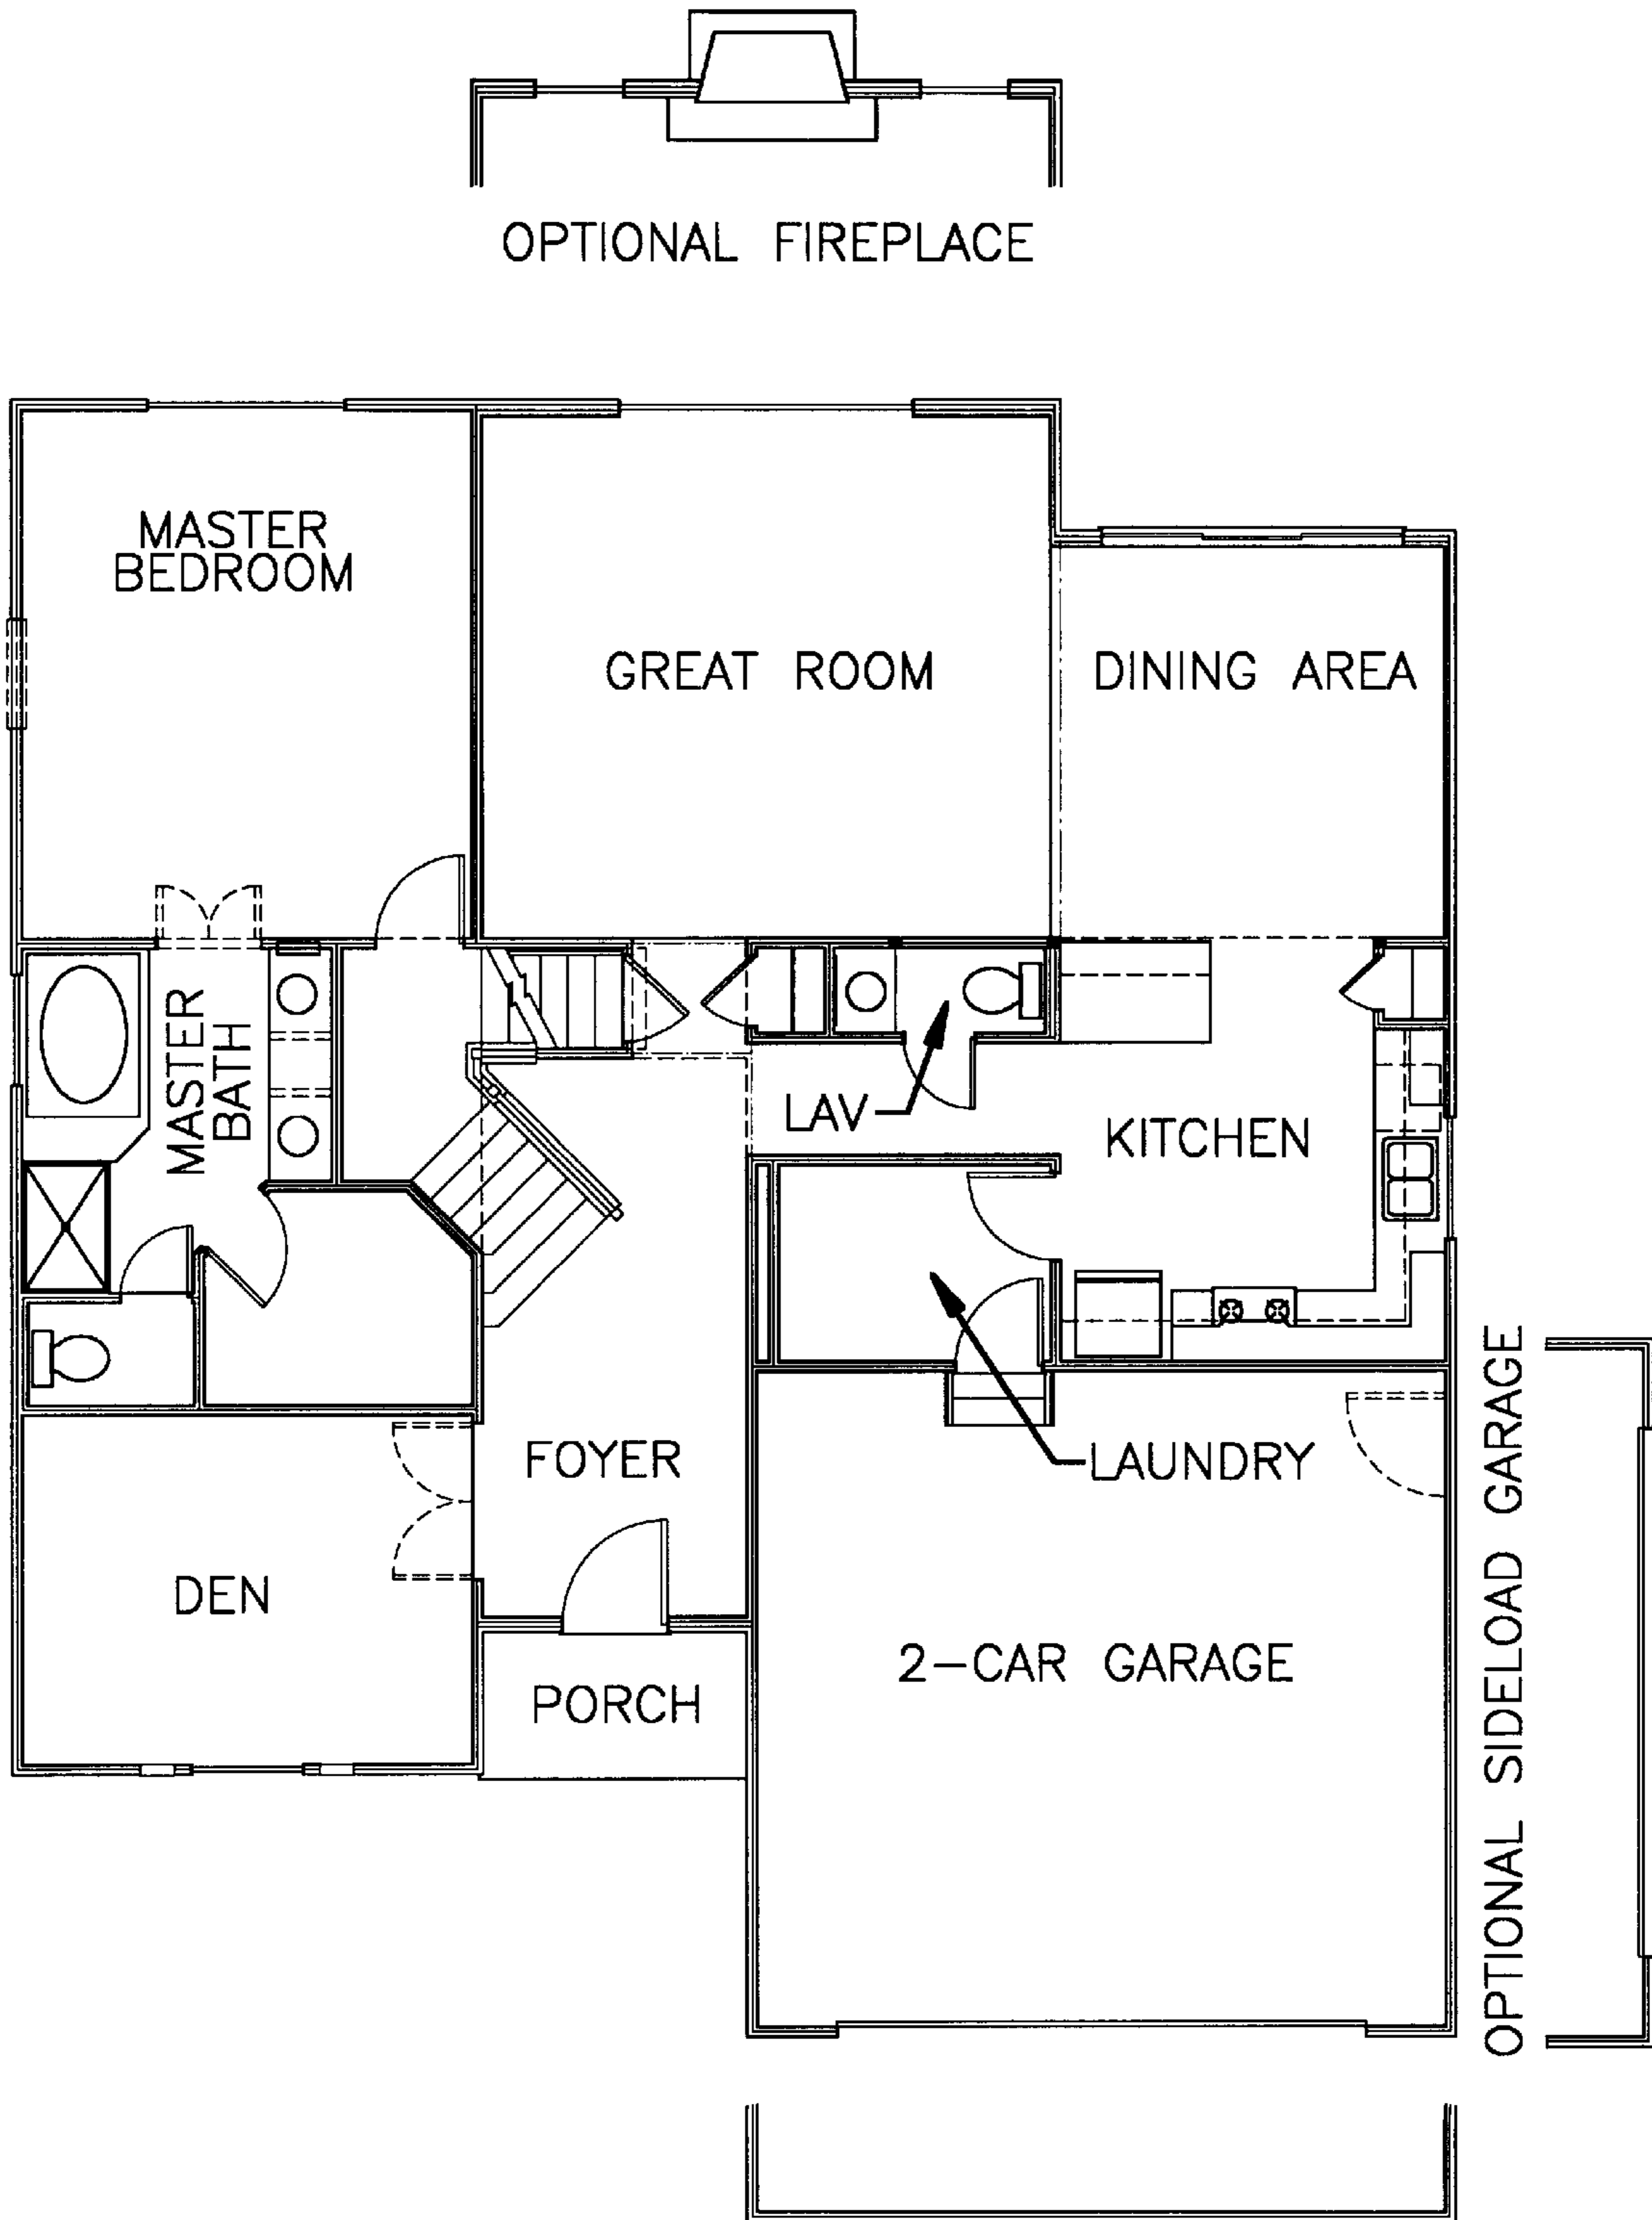 OPTIONAL FIREPLACE
MASTER
BEDROOM
GREAT ROOM
DINING AREA
MASTER
BATH
LAV
KITCHEN
FOYER
LAUNDRY
DEN
2-CAR GARAGE
PORCH
OPTIONAL SIDELOAD GARAGE